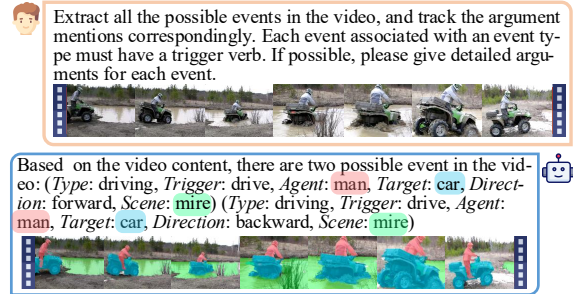 Extract all the possible events in the video, and track the argument
mentions correspondingly. Each event associated with an event ty-
pe must have a trigger verb. If possible, please give detailed argu-
ments for each event.
Based on the video content, there are two possible event in the vid-
eo: (Type: driving, Trigger: drive, Agent: man, Target: car, Direct-
ion: forward, Scene: mire) (Type: driving, Trigger: drive, Agent:
man, Target: car, Direction: backward, Scene: mire)